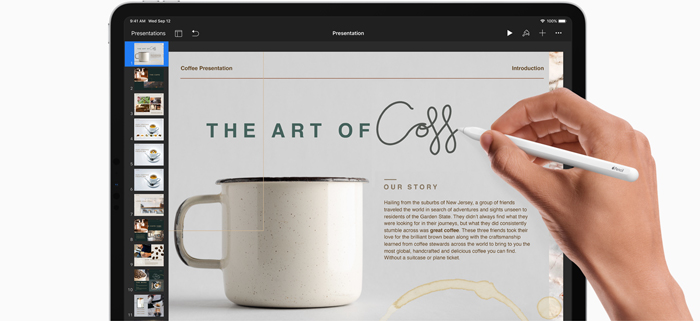 9:41 AM Wed Sep 12
100%
Presentations
Presentation
Coffee Presentation
Introduction
THE ART OF Coff
OUR STORY
Hailing from the suburbs of New Jersey, a group of friends
traveled the world in search of adventures and sights unseen to
residents of the Garden State. They didn't always find what they
were looking for in their journeys, but what they did consistently
stumble across was great coffee. These three friends took their
love for the brilliant brown bean along with the craftsmanship
learned from coffee stewards across the world to bring to you the
most global, handcrafted and delicious coffee you can find.
Without a suitcase or plane ticket.
1
2
3
4
5
6
7
8
9
10
11